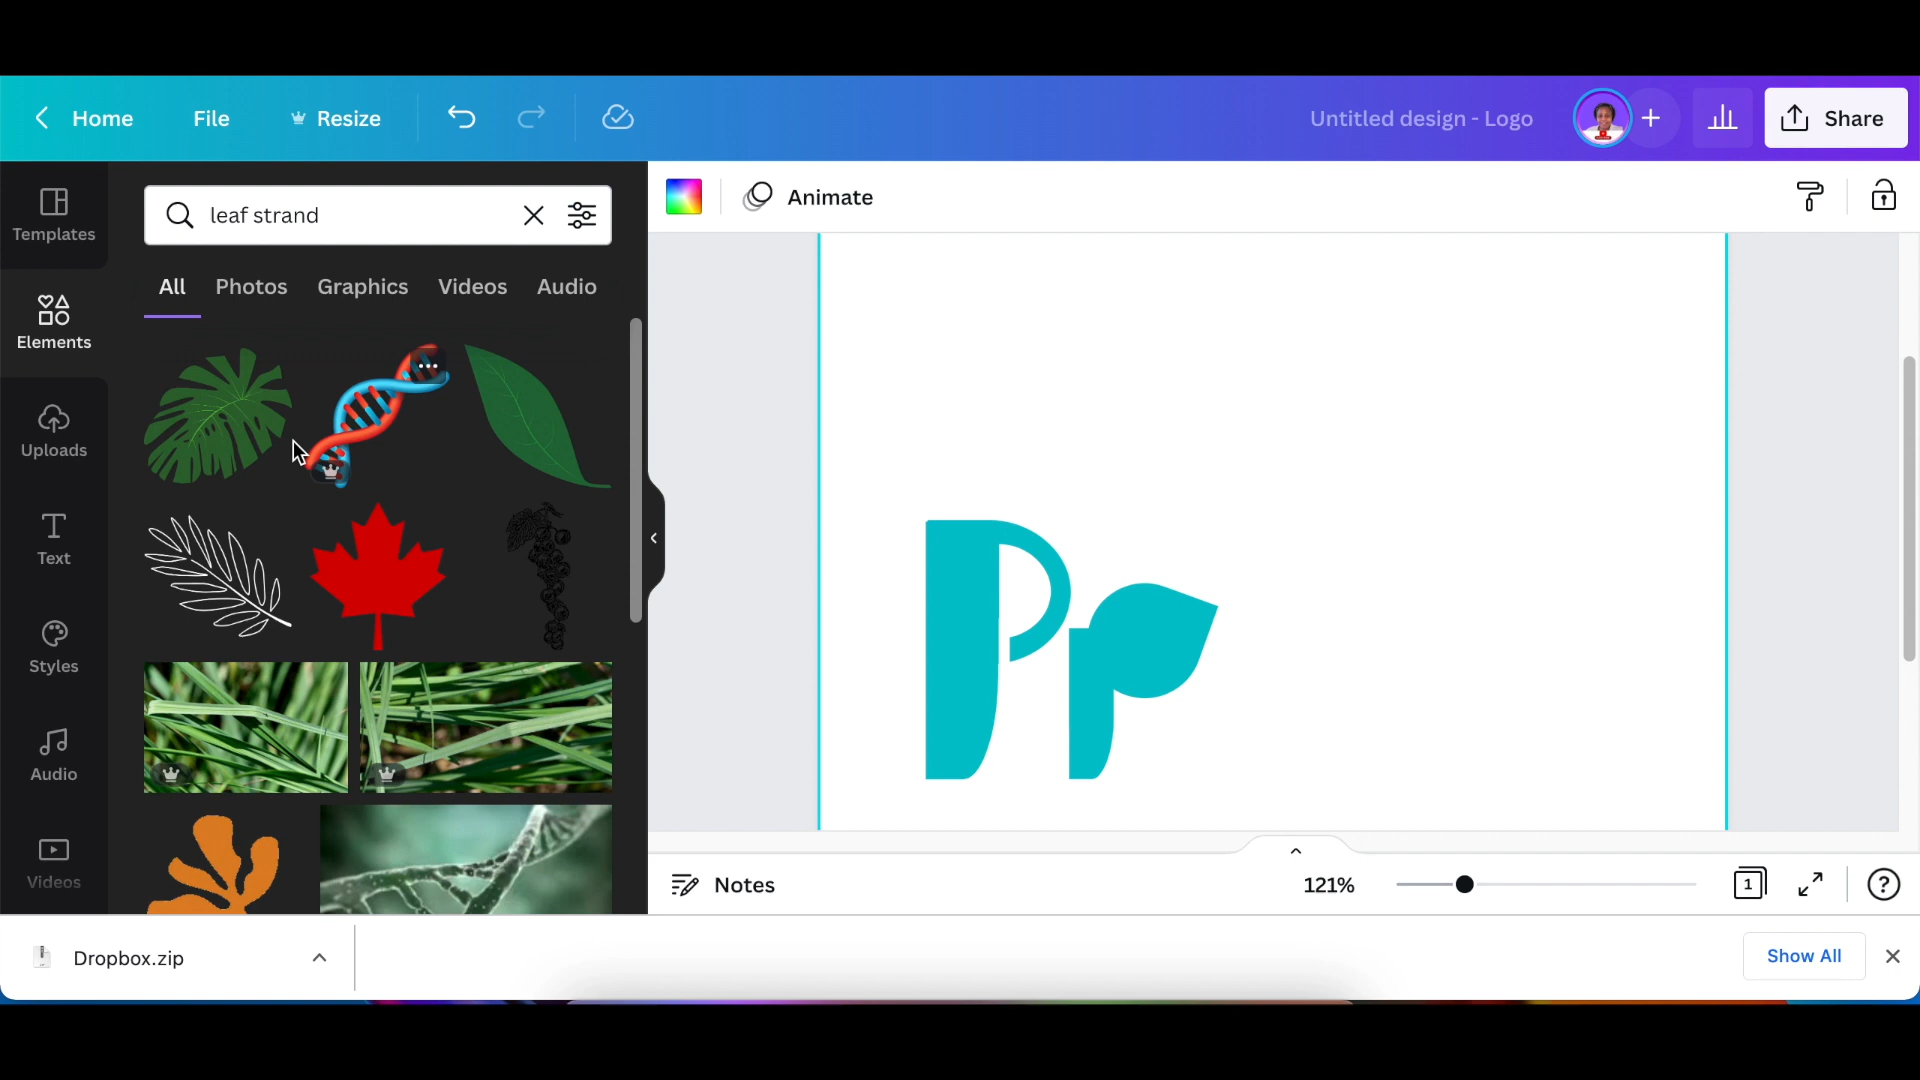 Home File Resize Untitled design - Logo Share
Templates
Elements
Uploads
Text
Styles
Audio
Videos
leaf strand
All Photos Graphics Videos Audio
Animate
Pr
Notes 121% 1 ?
Dropbox.zip Show All